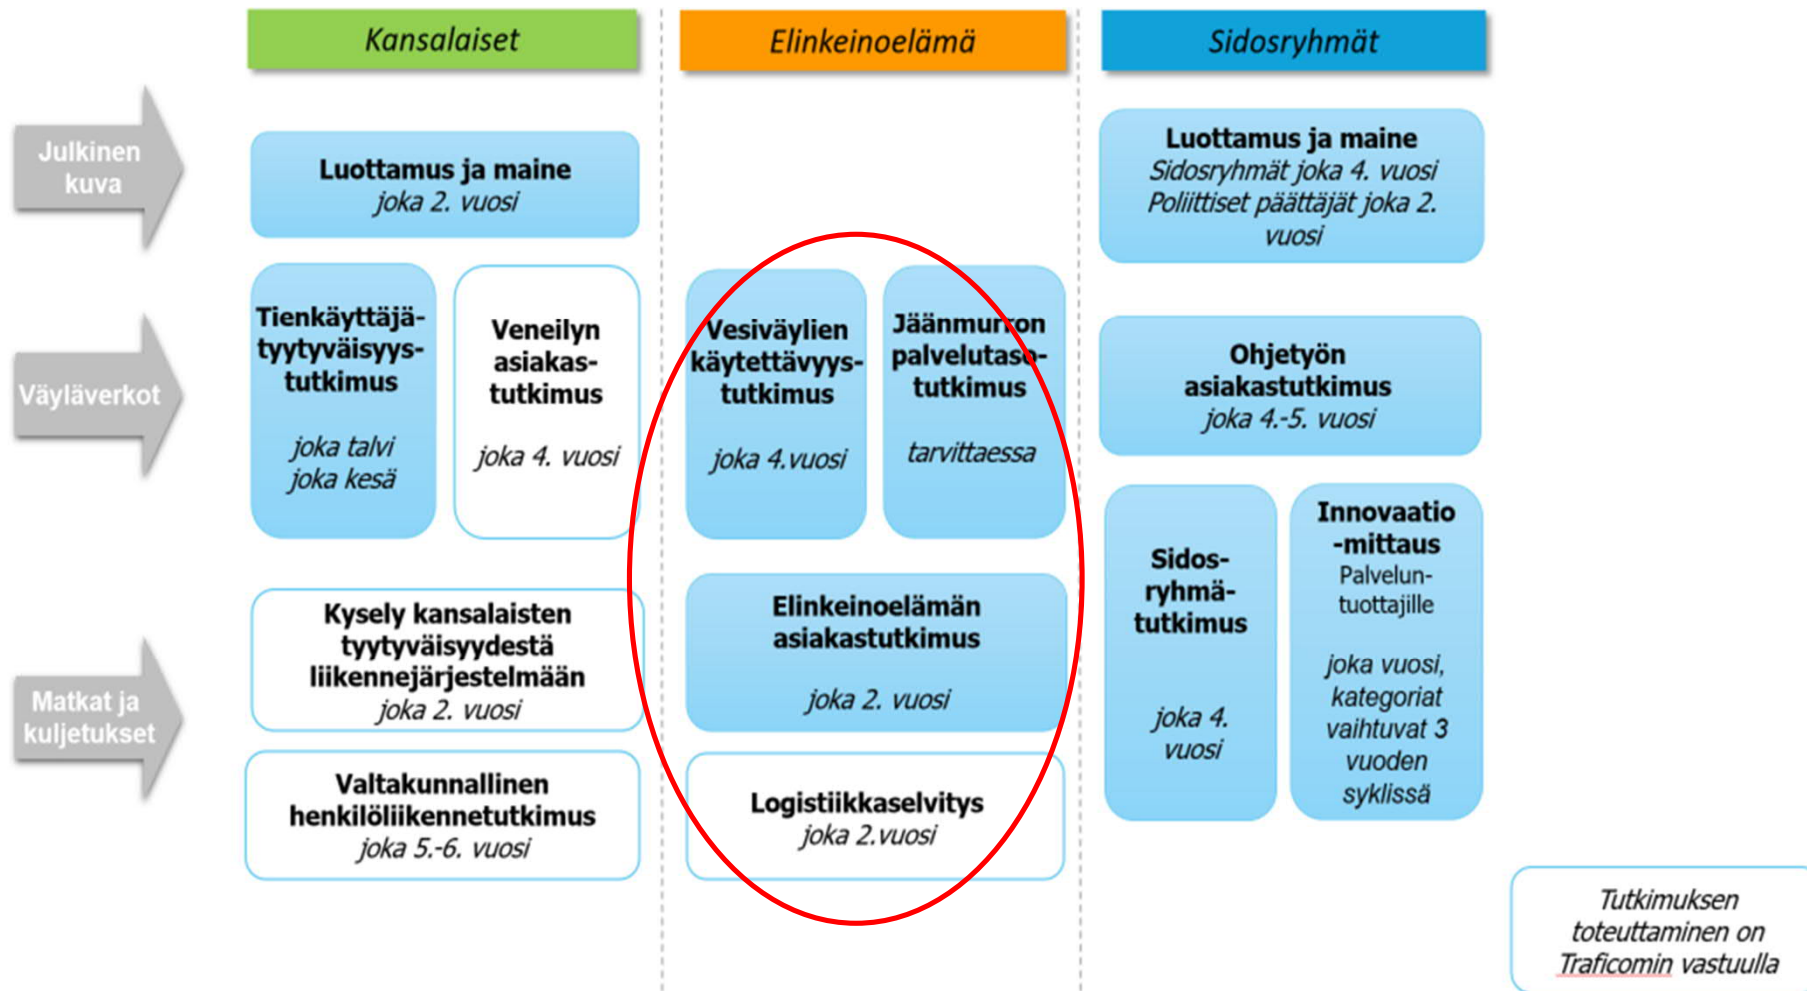 Kansalaiset
Elinkeinoelämä
Sidosryhmät
Julkinen
kuva
Luottamus ja maine
joka 2. vuosi
Luottamus ja maine
Sidosryhmät joka 4. vuosi
Poliittiset päättäjät joka 2.
vuosi
Väyläverkot
Tienkäyttäjä-
tyytyväisyys-
tutkimus
joka talvi
joka kesä
Veneilyn
asiakas-
tutkimus
joka 4. vuosi
Vesiväylien
käytettävyys-
tutkimus
joka 4.vuosi
Jäänmurron
palvelutaso-
tutkimus
tarvittaessa
Ohjetyön
asiakastutkimus
joka 4.-5. vuosi
Matkat ja
kuljetukset
Kysely kansalaisten
tyytyväisyydestä
liikennejärjestelmään
joka 2. vuosi
Elinkeinoelämän
asiakastutkimus
joka 2. vuosi
Sidos-
ryhmä-
tutkimus
joka 4.
vuosi
Innovaatio
-mittaus
Palvelun-
tuottajille
joka vuosi,
kategoriat
vaihtuvat 3
vuoden
syklissä
Valtakunnallinen
henkilöliikennetutkimus
joka 5.-6. vuosi
Logistiikkaselvitys
joka 2.vuosi
Tutkimuksen
toteuttaminen on
Traficomin vastuulla